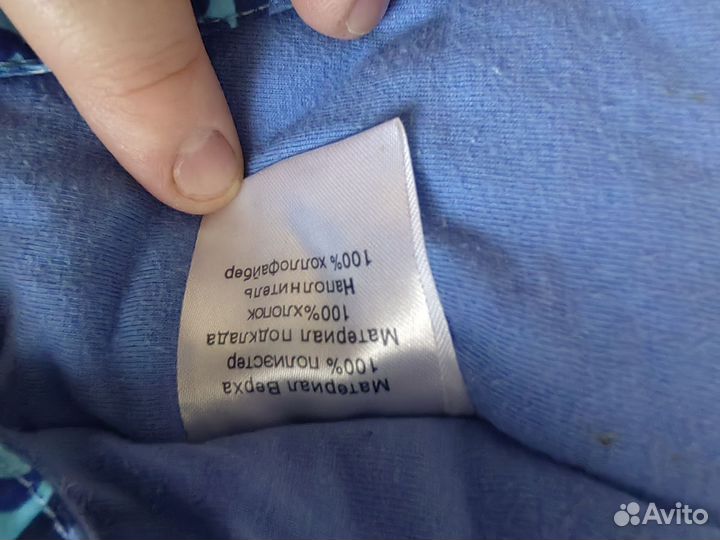 Материал Верха
100% полиэстер
Материал подклада
100%хлопок
Наполнитель
100% холлофайбер
Avito